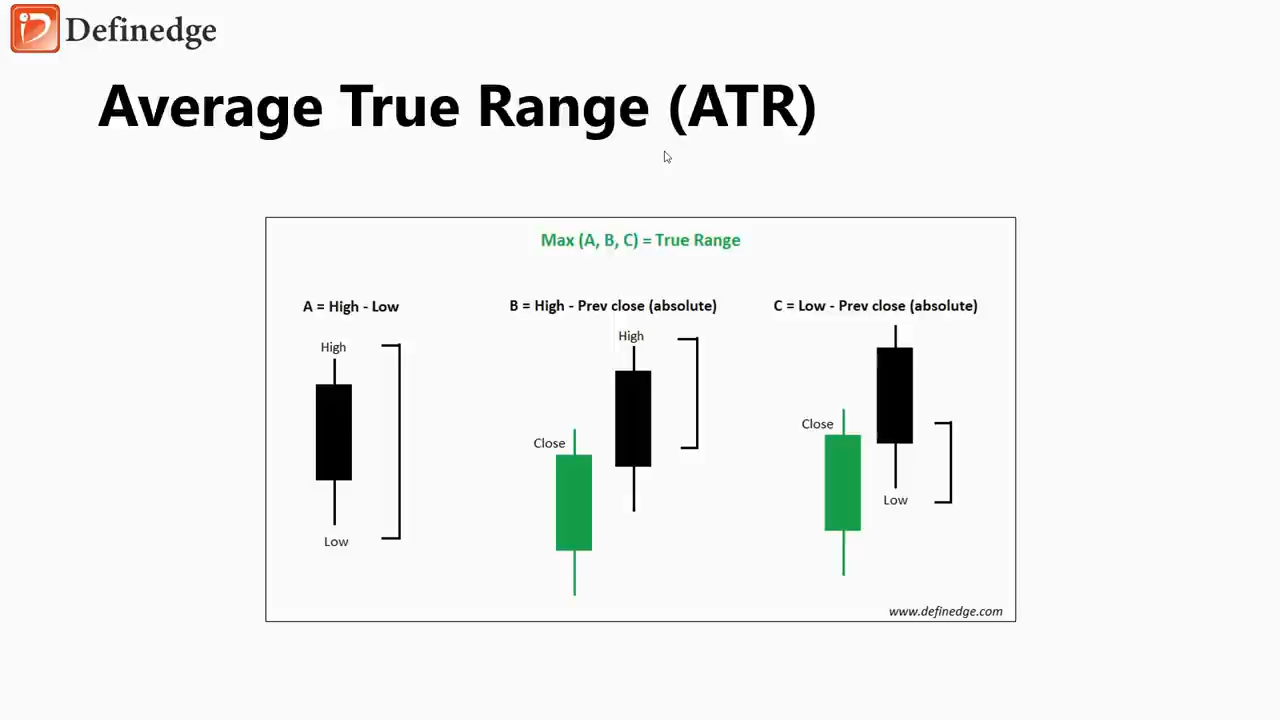 Definedge
Average True Range (ATR)
Max (A, B, C) = True Range
A = High - Low
B = High - Prev close (absolute)
C = Low - Prev close (absolute)
High
Low
High
Close
Close
Low
www.definedge.com